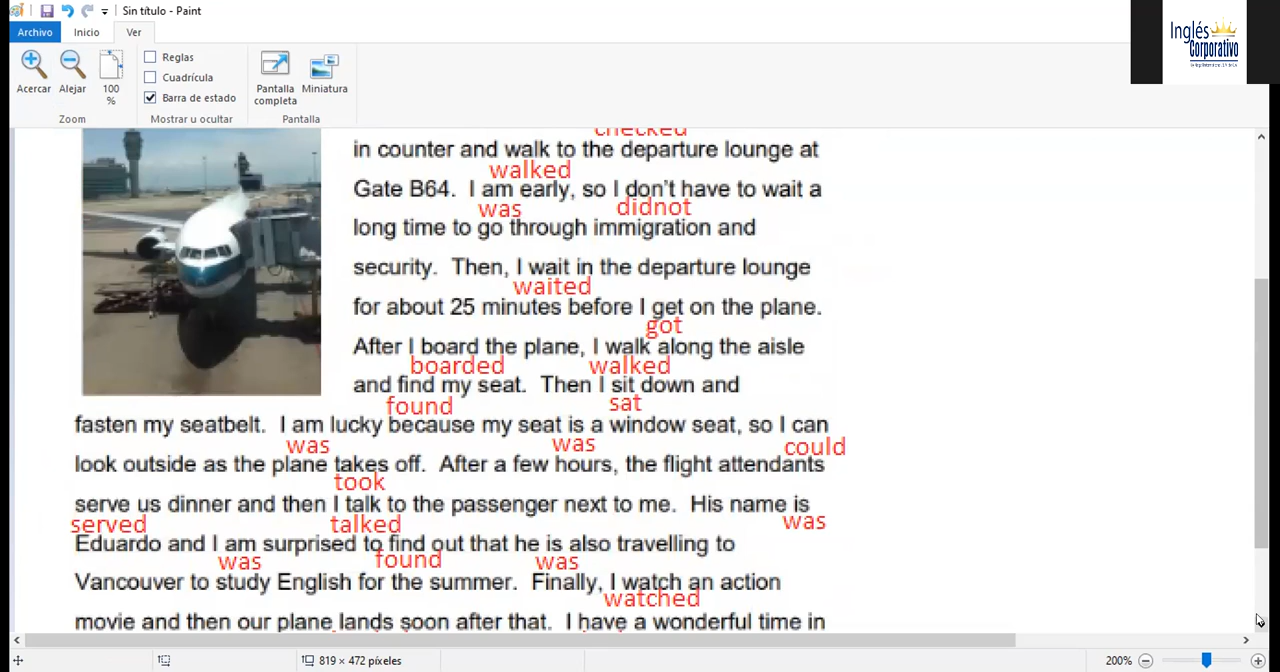 Sin título - Paint
Archivo Inicio Ver
Acercar Alejar 100 %
Reglas
Cuadrícula
Barra de estado
Pantalla completa
Miniatura
Zoom Mostrar u ocultar Pantalla
Inglés
Corporativo
checked
in counter and walk to the departure lounge at
walked
Gate B64. I am early, so I don't have to wait a
was didnot
long time to go through immigration and
security. Then, I wait in the departure lounge
waited
for about 25 minutes before I get on the plane.
got
After I board the plane, I walk along the aisle
boarded walked
and find my seat. Then I sit down and
found sat
fasten my seatbelt. I am lucky because my seat is a window seat, so I can
was was could
look outside as the plane takes off. After a few hours, the flight attendants
took
serve us dinner and then I talk to the passenger next to me. His name is
served talked was
Eduardo and I am surprised to find out that he is also travelling to
was found was
Vancouver to study English for the summer. Finally, I watch an action
watched
movie and then our plane lands soon after that. I have a wonderful time in
819 × 472 píxeles 200%